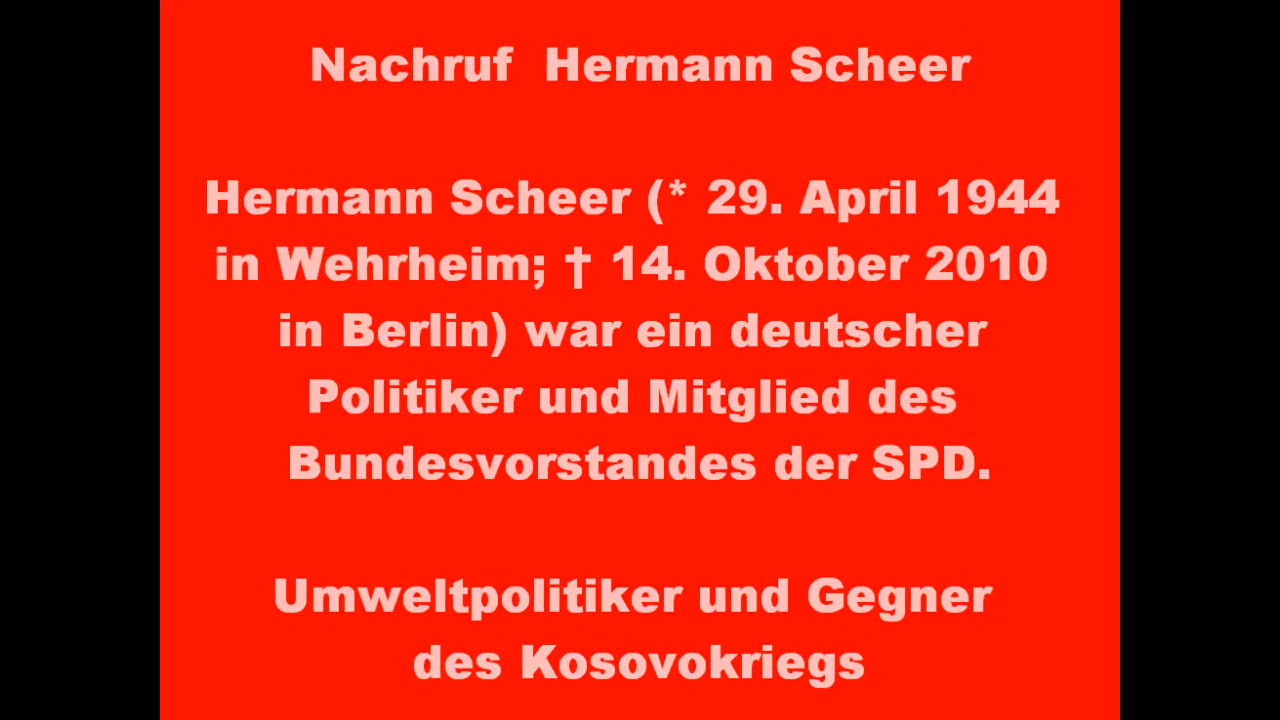 Nachruf  Hermann Scheer
Hermann Scheer (* 29. April 1944
in Wehrheim; † 14. Oktober 2010
in Berlin) war ein deutscher
Politiker und Mitglied des
Bundesvorstandes der SPD.
Umweltpolitiker und Gegner
des Kosovokriegs